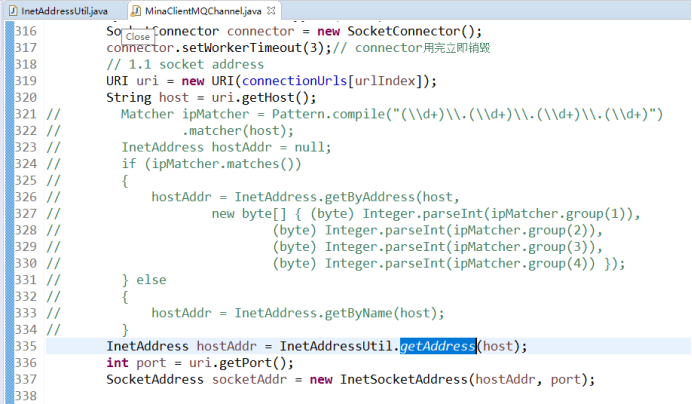 InetAddressUtil.java MinaClientMQChannel.java
316 SocketConnector connector = new SocketConnector();
Close
317 connector.setWorkerTimeout(3);// connector用完立即销毁
318 // 1.1 socket address
319 URI uri = new URI(connectionUrls[urlIndex]);
320 String host = uri.getHost();
321 // Matcher ipMatcher = Pattern.compile("(\\d+)\\.(\\d+)\\.(\\d+)\\.(\\d+)")
322 // .matcher(host);
323 // InetAddress hostAddr = null;
324 // if (ipMatcher.matches())
325 // {
326 // hostAddr = InetAddress.getByAddress(host,
327 // new byte[] { (byte) Integer.parseInt(ipMatcher.group(1)),
328 // (byte) Integer.parseInt(ipMatcher.group(2)),
329 // (byte) Integer.parseInt(ipMatcher.group(3)),
330 // (byte) Integer.parseInt(ipMatcher.group(4)) });
331 // } else
332 // {
333 // hostAddr = InetAddress.getByName(host);
334 // }
335 InetAddress hostAddr = InetAddressUtil.getAddress(host);
336 int port = uri.getPort();
337 SocketAddress socketAddr = new InetSocketAddress(hostAddr, port);
338